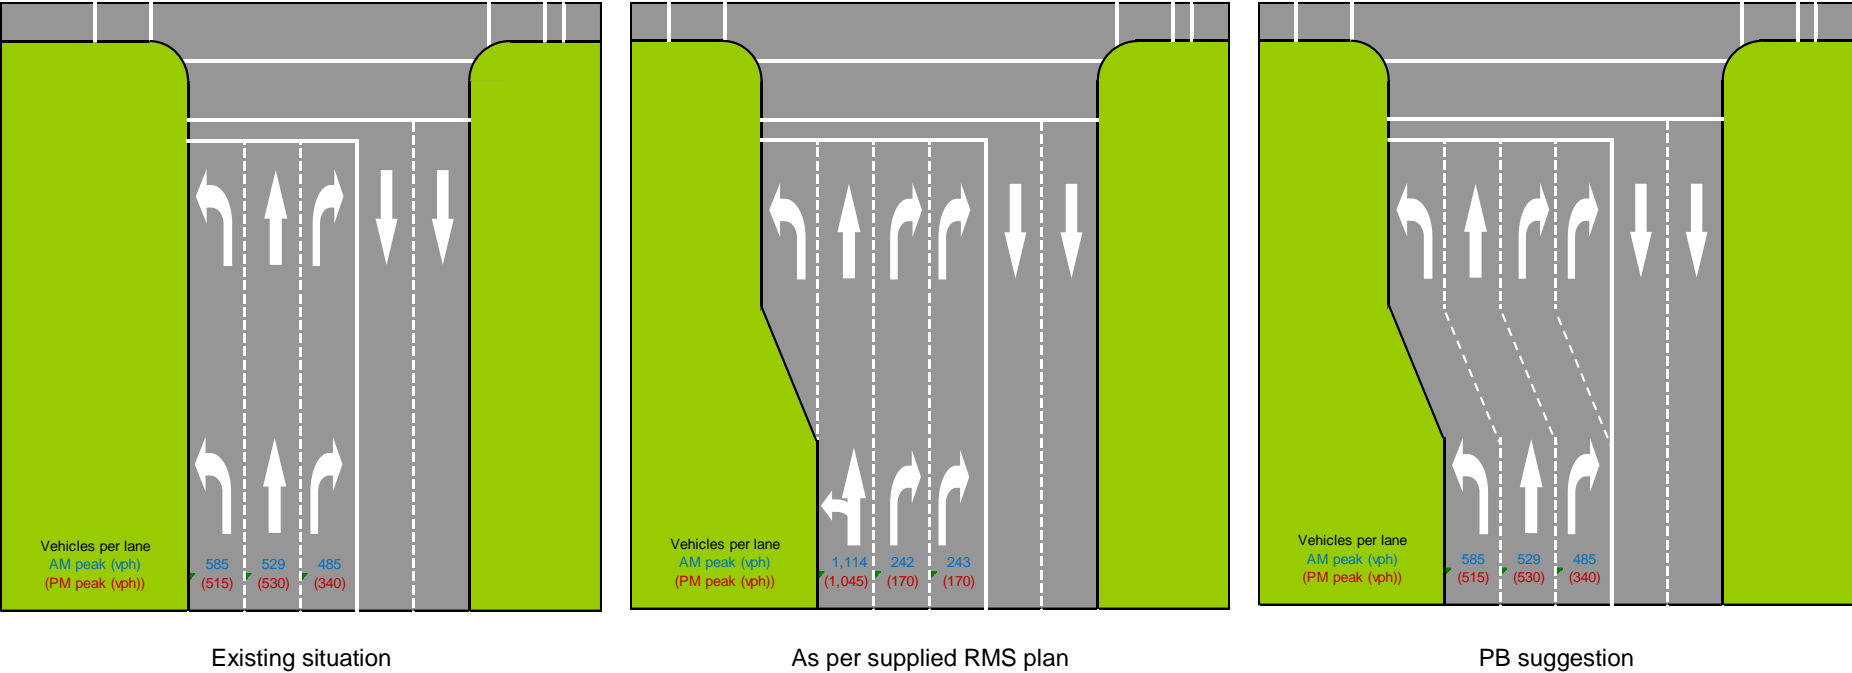 Vehicles per lane
AM peak (vph) 585 529 485
(PM peak (vph)) (515) (530) (340)
Existing situation
Vehicles per lane
AM peak (vph) 1,114 242 243
(PM peak (vph)) (1,045) (170) (170)
As per supplied RMS plan
Vehicles per lane
AM peak (vph) 585 529 485
(PM peak (vph)) (515) (530) (340)
PB suggestion